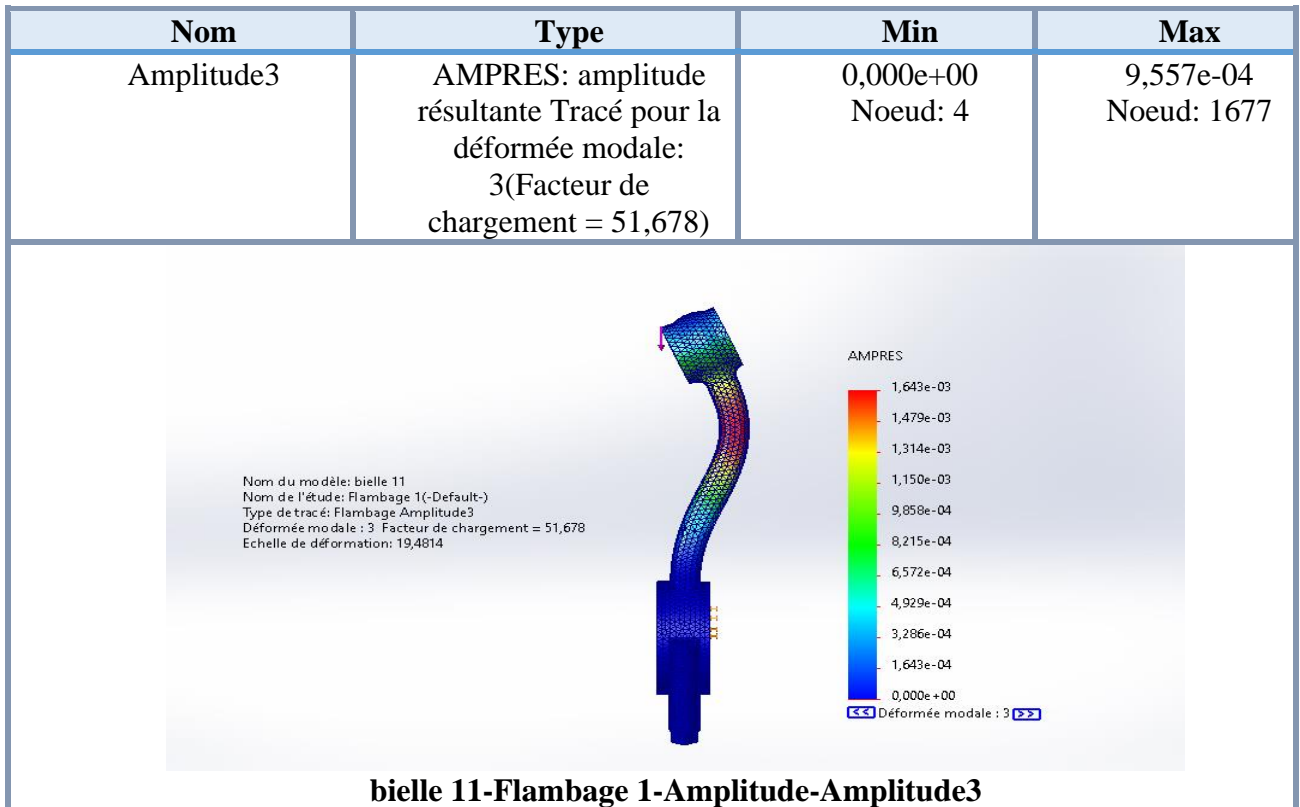 Nom Type Min Max
Amplitude3 AMPRES: amplitude 0,000e+00 9,557e-04
résultante Tracé pour la Noeud: 4 Noeud: 1677
déformée modale:
3(Facteur de
chargement = 51,678)
AMPRES
1,643e-03
1,479e-03
1,314e-03
1,150e-03
9,858e-04
8,215e-04
6,572e-04
4,929e-04
3,286e-04
1,643e-04
0,000e+00
<< Déformée modale : 3 >>
Nom du modèle: bielle 11
Nom de l'étude: Flambage 1(-Default-)
Type de tracé: Flambage Amplitude3
Déformée modale : 3 Facteur de chargement = 51,678
Echelle de déformation: 19,4814
bielle 11-Flambage 1-Amplitude-Amplitude3